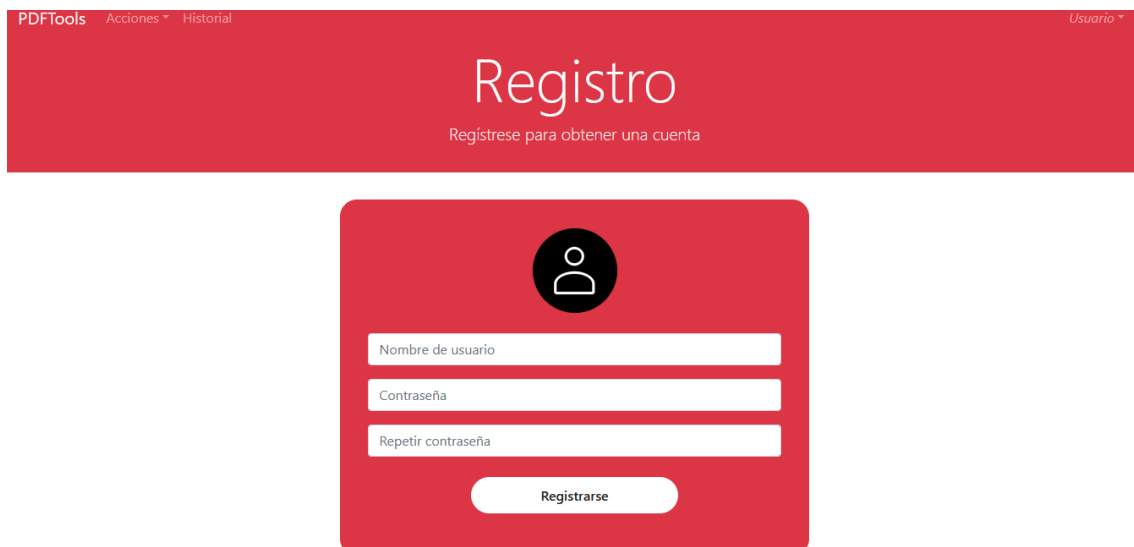 PDFTools Acciones Historial Usuario
Registro
Regístrese para obtener una cuenta
Nombre de usuario
Contraseña
Repetir contraseña
Registrarse